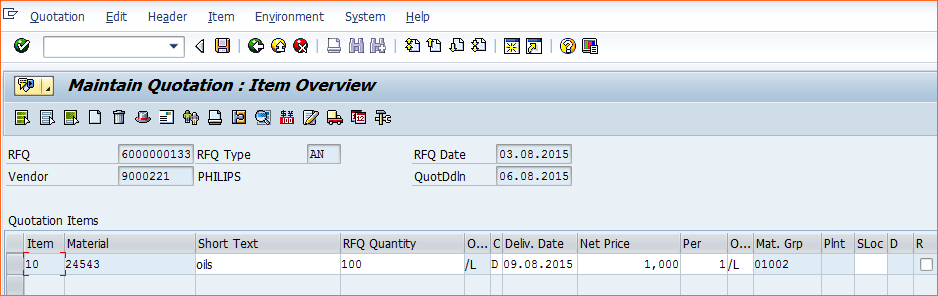 Quotation Edit Header Item Environment System Help
Maintain Quotation : Item Overview
RFQ 6000000133 RFQ Type AN RFQ Date 03.08.2015
Vendor 9000221 PHILIPS QuotDdln 06.08.2015
Quotation Items
Item Material Short Text RFQ Quantity O... C Deliv. Date Net Price Per O... Mat. Grp Plnt SLoc D R
10 24543 oils 100 /L D 09.08.2015 1,000 1 /L 01002